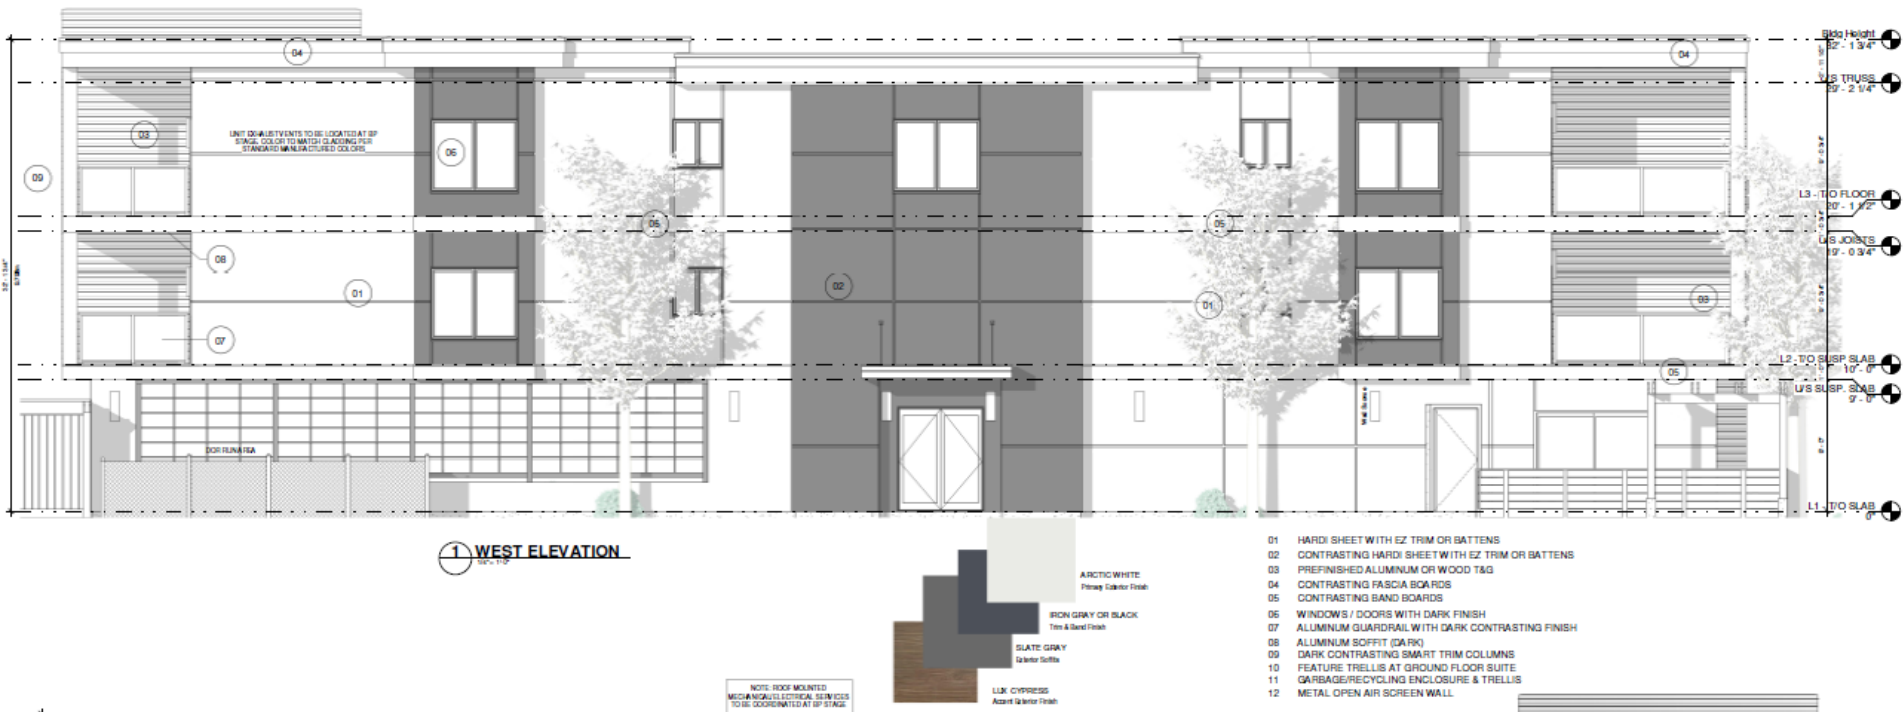 04
04
Bldg Height
32' - 1 3/4"
U/S TRUSS
29' - 2 1/4"
03
UNIT EXHAUST VENTS TO BE LOCATED AT BP
STAGE. COLOR TO MATCH CLADDING PER
STANDARD MANUFACTURED COLORS
06
09
L3 - T/O FLOOR
20' - 1 1/2"
05
05
U/S JOISTS
19' - 0 3/4"
08
01
02
01
03
07
L2 - T/O SUSP SLAB
10' - 0"
05
U/S SUSP. SLAB
9' - 0"
L1 - T/O SLAB
0"
1 WEST ELEVATION
1/4" = 1'-0"
ARCTIC WHITE
Primary Exterior Finish
IRON GRAY OR BLACK
Trim & Band Finish
SLATE GRAY
Exterior Soffits
LUX CYPRESS
Accent Exterior Finish
NOTE: ROOF MOUNTED
MECHANICAL/ELECTRICAL SERVICES
TO BE COORDINATED AT BP STAGE
01 HARDI SHEET WITH EZ TRIM OR BATTENS
02 CONTRASTING HARDI SHEET WITH EZ TRIM OR BATTENS
03 PREFINISHED ALUMINUM OR WOOD T&G
04 CONTRASTING FASCIA BOARDS
05 CONTRASTING BAND BOARDS
06 WINDOWS / DOORS WITH DARK FINISH
07 ALUMINUM GUARDRAIL WITH DARK CONTRASTING FINISH
08 ALUMINUM SOFFIT (DARK)
09 DARK CONTRASTING SMART TRIM COLUMNS
10 FEATURE TRELLIS AT GROUND FLOOR SUITE
11 GARBAGE/RECYCLING ENCLOSURE & TRELLIS
12 METAL OPEN AIR SCREEN WALL